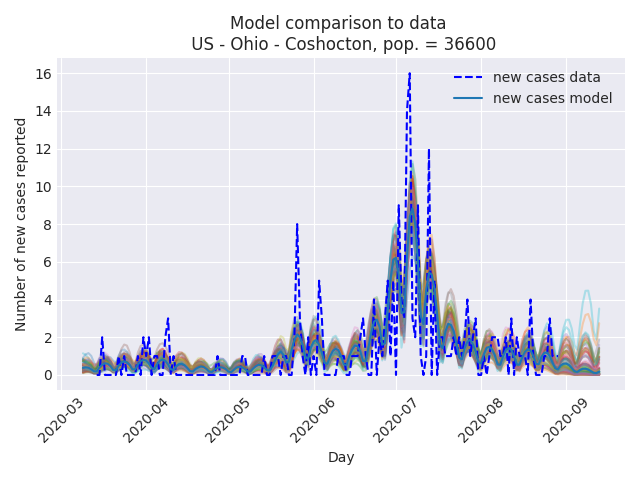 Model comparison to data
US - Ohio - Coshocton, pop. = 36600
new cases data
new cases model
Number of new cases reported
16
14
12
10
8
6
4
2
0
2020-03
2020-04
2020-05
2020-06
2020-07
2020-08
2020-09
Day